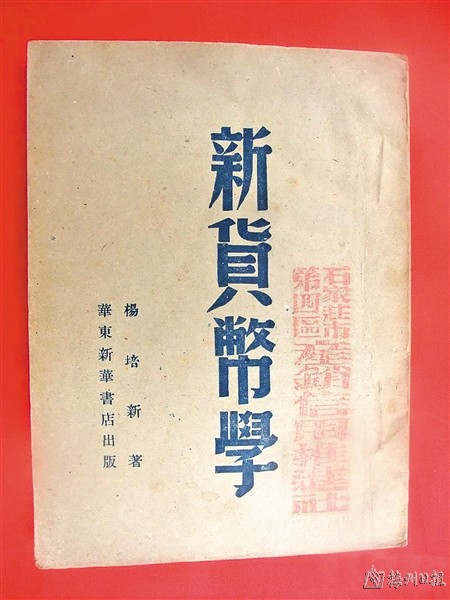 新貨幣學
楊培新著
華東新華書店出版
石家莊市
第四區
揚州日报